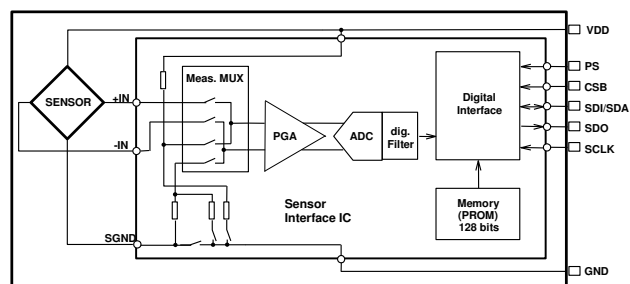 VDD
PS
CSB
SDI/SDA
SDO
SCLK
GND
SENSOR
+IN
-IN
SGND
Meas. MUX
PGA
ADC
dig.
Filter
Digital
Interface
Memory
(PROM)
128 bits
Sensor
Interface IC